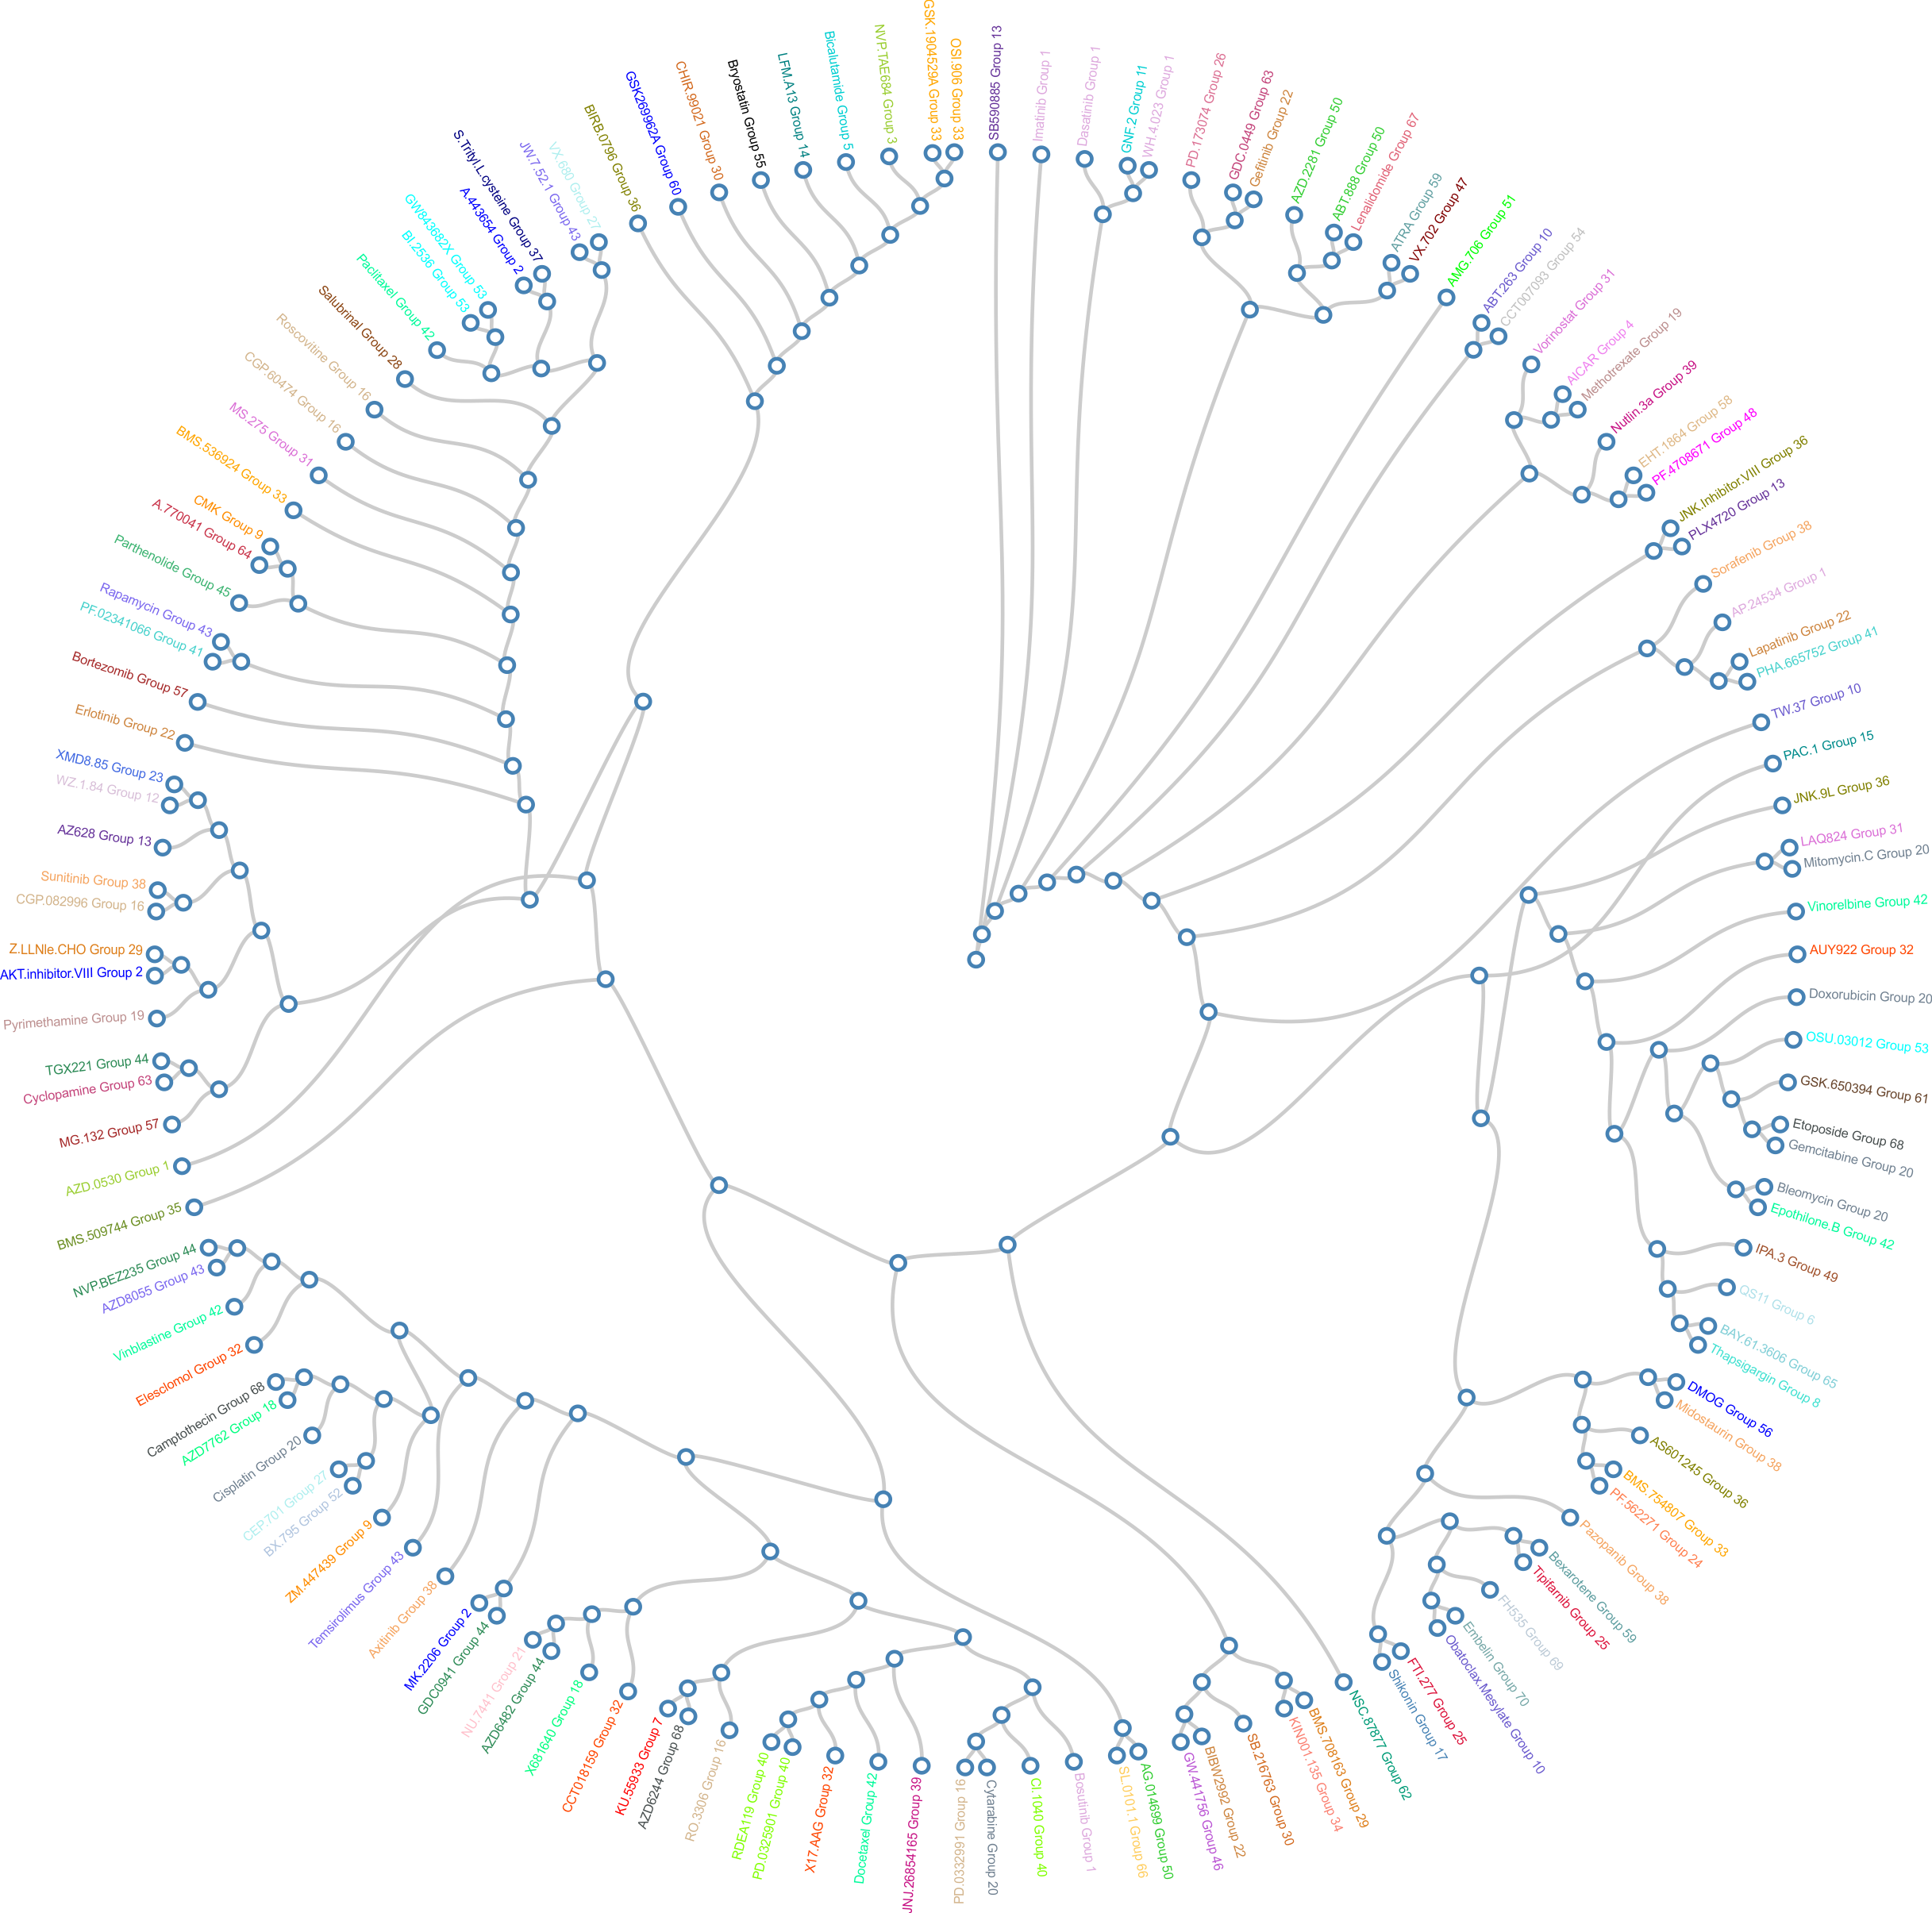 SB590885 Group 13
Imatinib Group 1
Dasatinib Group 1
GNF.2 Group 11
WH.4.023 Group 1
PD.173074 Group 26
GDC.0449 Group 63
Gefitinib Group 22
AZD.2281 Group 50
ABT.888 Group 50
Lenalidomide Group 67
ATRA Group 59
VX.702 Group 47
AMG.706 Group 51
ABT.263 Group 10
CCT007093 Group 54
Vorinostat Group 31
AICAR Group 4
Methotrexate Group 19
Nutlin.3a Group 39
EHT.1864 Group 58
PF.4708671 Group 48
JNK.Inhibitor.VIII Group 36
PLX4720 Group 13
Sorafenib Group 38
AP.24534 Group 1
Lapatinib Group 22
PHA.665752 Group 41
TW.37 Group 10
PAC.1 Group 15
JNK.9L Group 36
LAQ824 Group 31
Mitomycin.C Group 20
Vinorelbine Group 42
AUY922 Group 32
Doxorubicin Group 20
OSU.03012 Group 53
GSK.650394 Group 61
Etoposide Group 68
Gemcitabine Group 20
Bleomycin Group 20
Epothilone.B Group 42
IPA.3 Group 49
QS11 Group 6
BAY.61.3606 Group 65
Thapsigargin Group 8
DMOG Group 56
Midostaurin Group 38
AS601245 Group 36
BMS.754807 Group 33
PF.562271 Group 24
Pazopanib Group 38
Bexarotene Group 59
Tipifarnib Group 25
FH535 Group 69
Embelin Group 70
Obatoclax.Mesylate Group 10
FTI.277 Group 25
Shikonin Group 17
NSC.87877 Group 62
BMS.708163 Group 29
KIN001.135 Group 34
SB.216763 Group 30
BIBW2992 Group 22
GW.441756 Group 46
AG.014699 Group 50
SL.0101.1 Group 66
Bosutinib Group 1
CI.1040 Group 40
Cytarabine Group 20
PD.0332991 Group 16
JNJ.26854165 Group 39
Docetaxel Group 42
X17.AAG Group 32
PD.0325901 Group 40
RDEA119 Group 40
RO.3306 Group 16
AZD6244 Group 68
KU.55933 Group 7
CCT018159 Group 32
X681640 Group 18
AZD6482 Group 44
NU.7441 Group 21
GDC0941 Group 44
MK.2206 Group 2
Axitinib Group 38
Temsirolimus Group 43
ZM.447439 Group 9
BX.795 Group 52
CEP.701 Group 27
Cisplatin Group 20
AZD7762 Group 18
Camptothecin Group 68
Elesclomol Group 32
Vinblastine Group 42
AZD8055 Group 43
NVP.BEZ235 Group 44
BMS.509744 Group 35
AZD.0530 Group 1
MG.132 Group 57
Cyclopamine Group 63
TGX221 Group 44
Pyrimethamine Group 19
AKT.inhibitor.VIII Group 2
Z.LLNle.CHO Group 29
CGP.082996 Group 16
Sunitinib Group 38
AZ628 Group 13
WZ.1.84 Group 12
XMD8.85 Group 23
Erlotinib Group 22
Bortezomib Group 57
PF.02341066 Group 41
Rapamycin Group 43
Parthenolide Group 45
A.770041 Group 64
CMK Group 9
BMS.536924 Group 33
MS.275 Group 31
CGP.60474 Group 16
Roscovitine Group 16
Salubrinal Group 28
Paclitaxel Group 42
BI.2536 Group 53
GW843682X Group 53
A.443654 Group 2
S.Trityl.L.cysteine Group 37
JW.7.52.1 Group 43
VX.680 Group 27
BIRB.0796 Group 36
GSK269962A Group 60
CHIR.99021 Group 30
Bryostatin Group 55
LFM.A13 Group 14
Bicalutamide Group 5
NVP.TAE684 Group 3
GSK.1904529A Group 33
OSI.906 Group 33